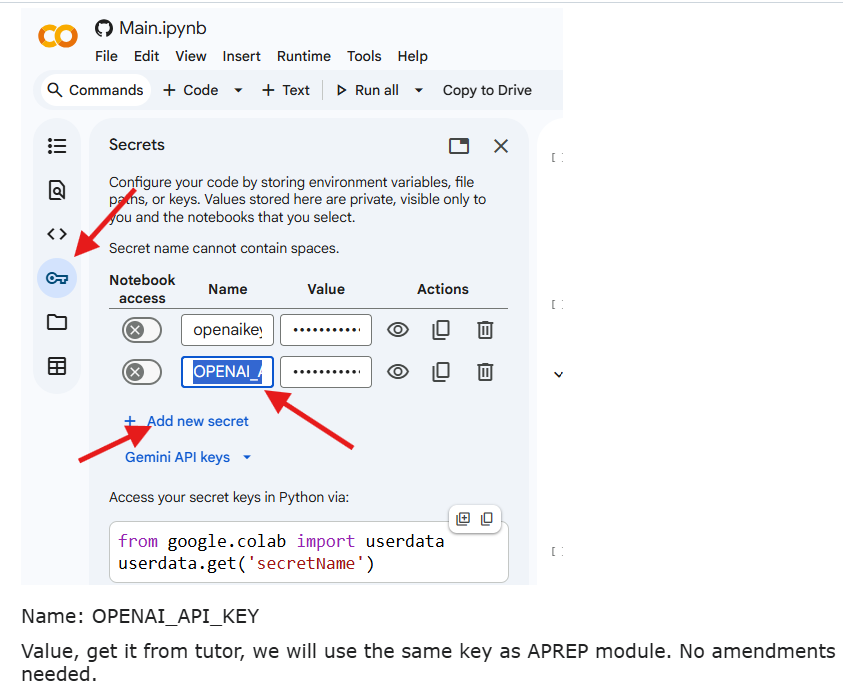 Main.ipynb
File Edit View Insert Runtime Tools Help
Commands + Code + Text Run all Copy to Drive
Secrets
Configure your code by storing environment variables, file
paths, or keys. Values stored here are private, visible only to
you and the notebooks that you select.
Secret name cannot contain spaces.
Notebook access Name Value Actions
openaikey ••••••••••
OPENAI_A ••••••••••
+ Add new secret
Gemini API keys
Access your secret keys in Python via:
from google.colab import userdata
userdata.get('secretName')
[ ]
[ ]
[ ]
Name: OPENAI_API_KEY
Value, get it from tutor, we will use the same key as APREP module. No amendments
needed.